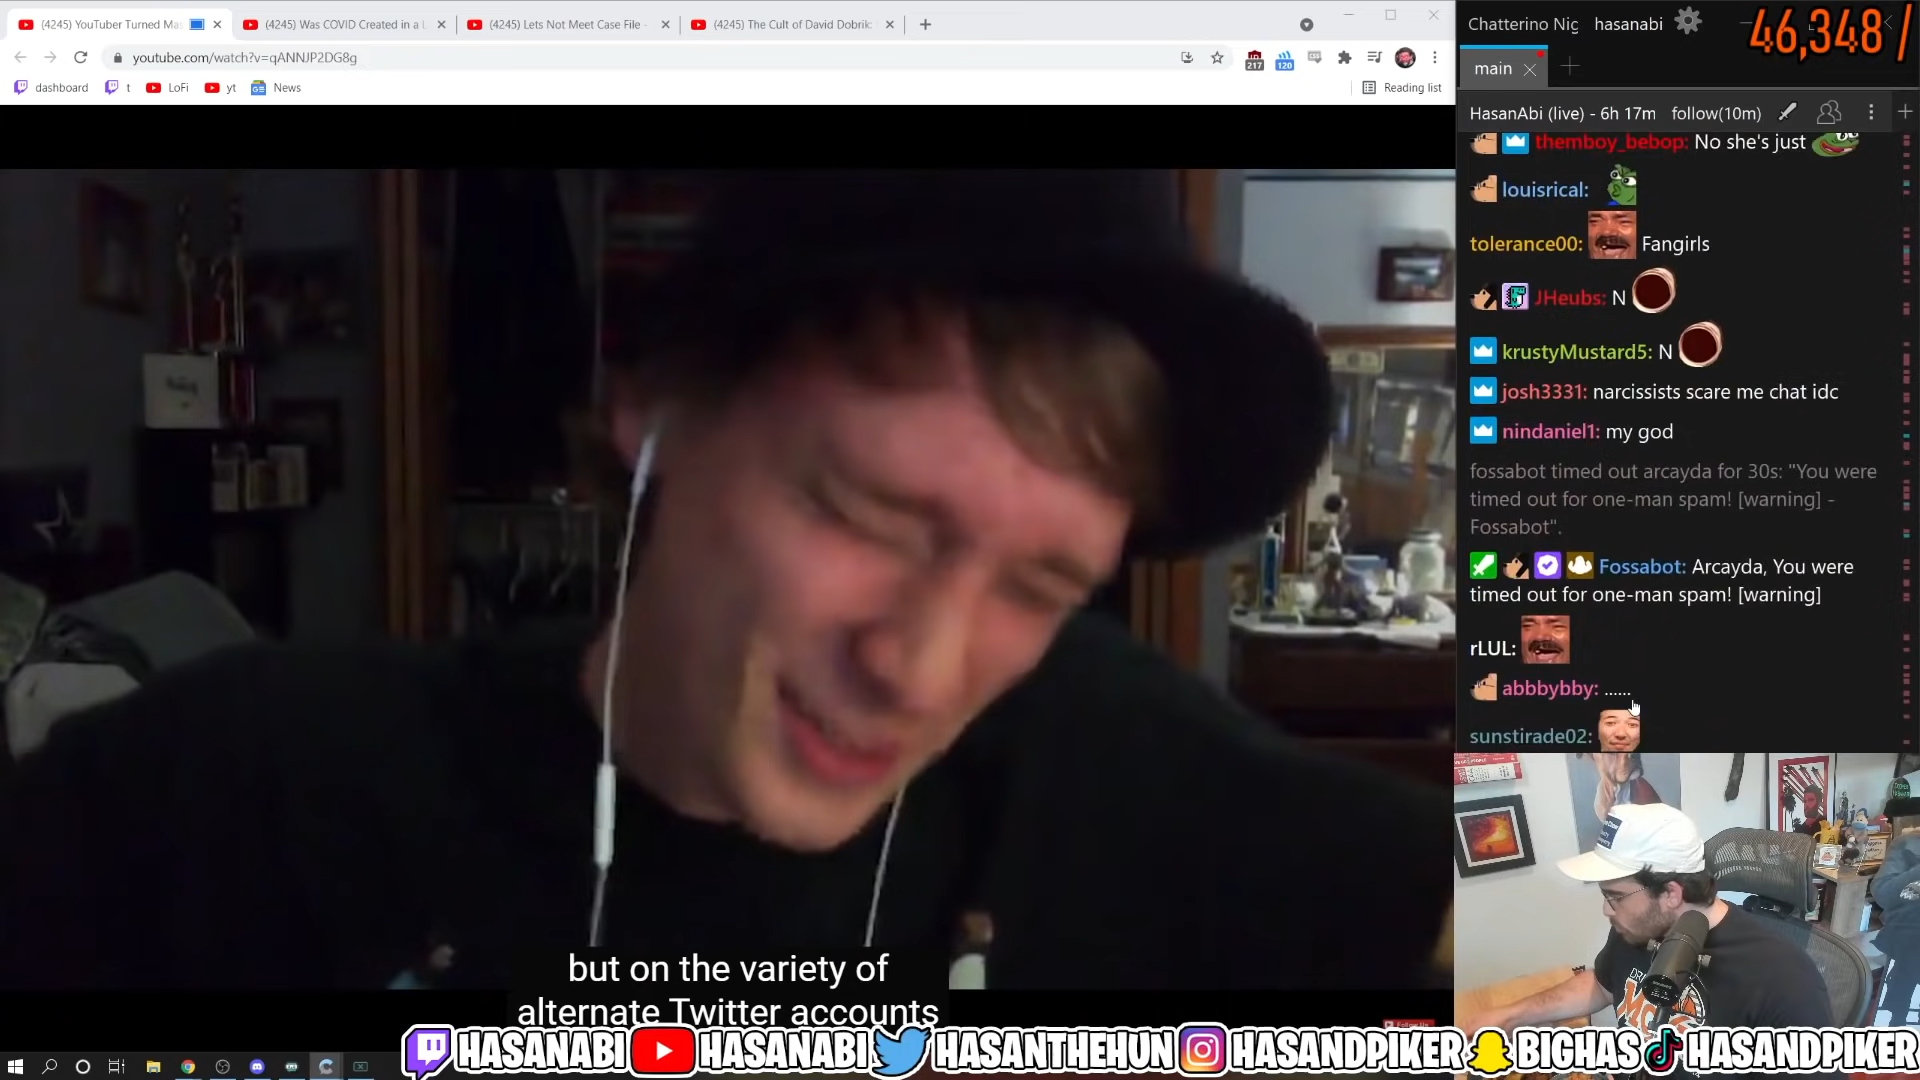 (4245) YouTuber Turned Ma
(4245) Was COVID Created in a L
(4245) Lets Not Meet Case File -
(4245) The Cult of David Dobrik:
youtube.com/watch?v=qANNJP2DG8g
217
120
dashboard
t
LoFi
yt
News
Reading list
but on the variety of
alternate Twitter accounts
Chatterino Nig
hasanabi
46,348 /
main
HasanAbi (live) - 6h 17m
follow(10m)
themboy_bebop: No she's just
louisrical:
tolerance00: Fangirls
JHeubs: N
krustyMustard5: N
josh3331: narcissists scare me chat idc
nindaniel1: my god
fossabot timed out arcayda for 30s: "You were
timed out for one-man spam! [warning] -
Fossabot".
Fossabot: Arcayda, You were
timed out for one-man spam! [warning]
rLUL:
abbbybby: ......
sunstirade02:
HASANABI
HASANABI
HASANTHEHUN
HASANDPIKER
BIGHAS
HASANDPIKER